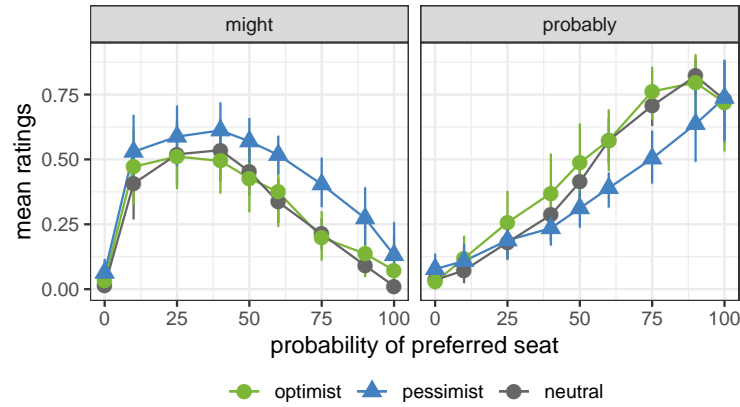 might probably
mean ratings
0.75
0.50
0.25
0.00
0 25 50 75 100 0 25 50 75 100
probability of preferred seat
optimist pessimist neutral